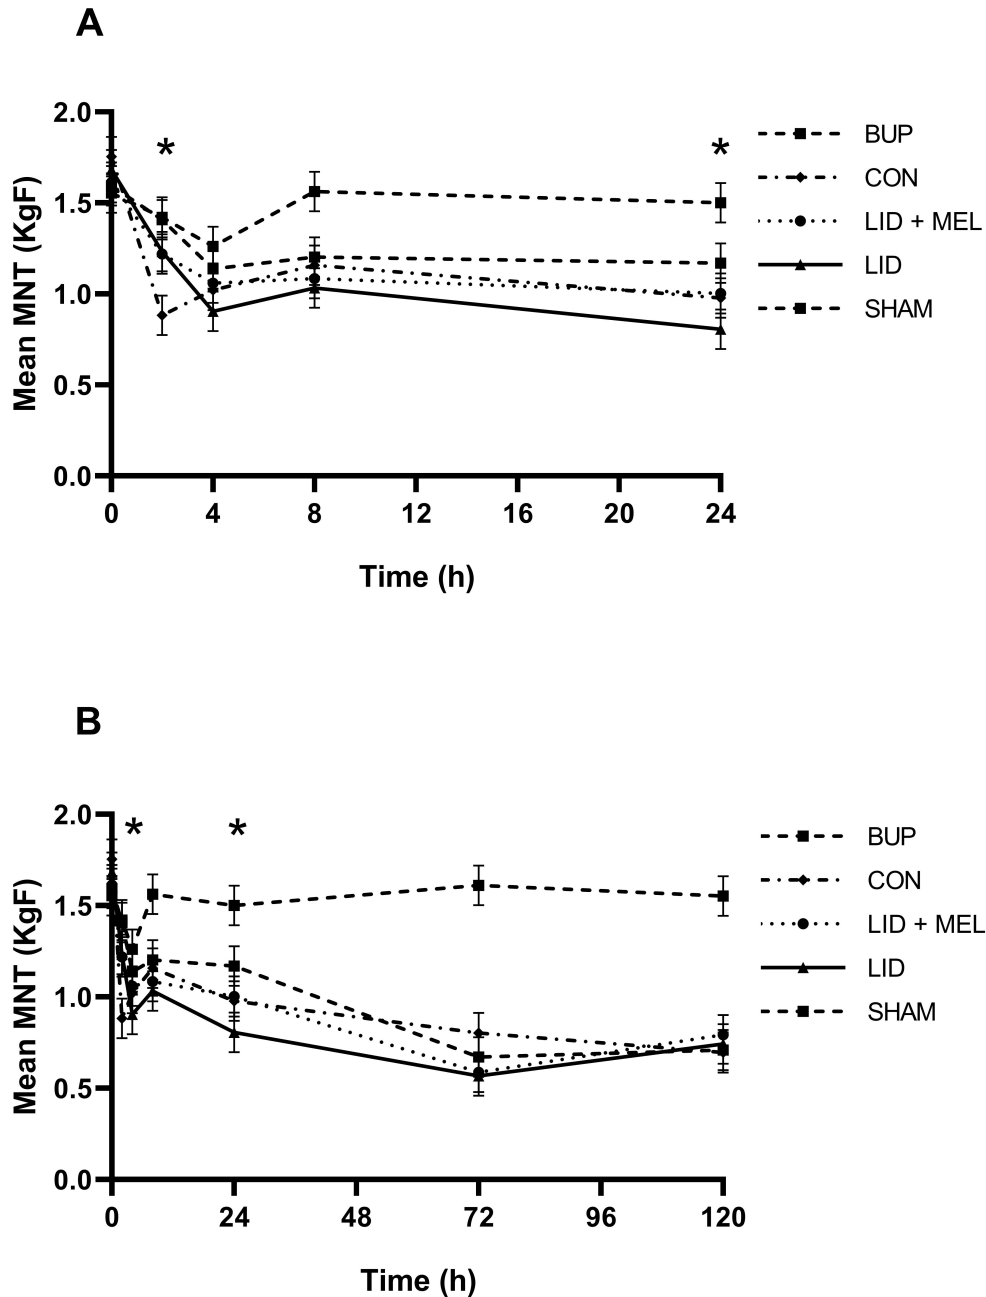 A
Mean MNT (KgF)
2.0
1.5
1.0
0.5
0.0
* *
0 4 8 12 16 20 24
Time (h)
BUP
CON
LID + MEL
LID
SHAM
B
Mean MNT (KgF)
2.0
1.5
1.0
0.5
0.0
* *
0 24 48 72 96 120
Time (h)
BUP
CON
LID + MEL
LID
SHAM